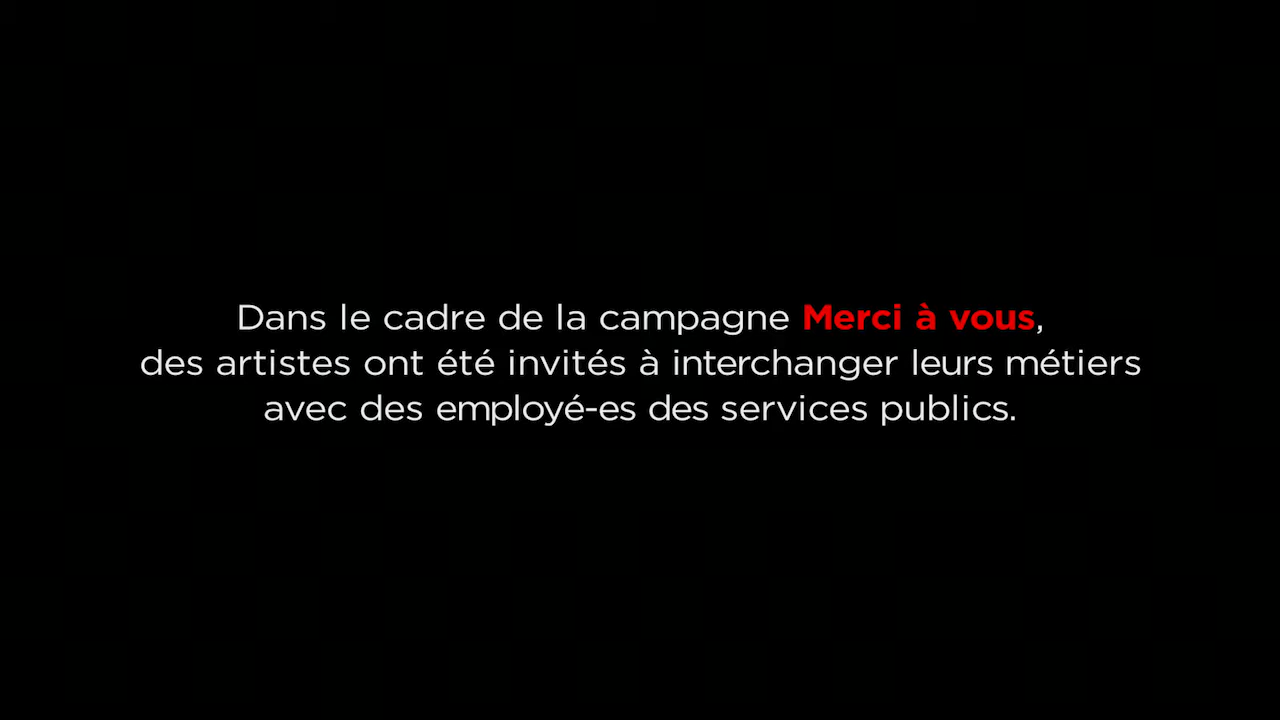 Dans le cadre de la campagne Merci à vous,
des artistes ont été invités à interchanger leurs métiers
avec des employé-es des services publics.